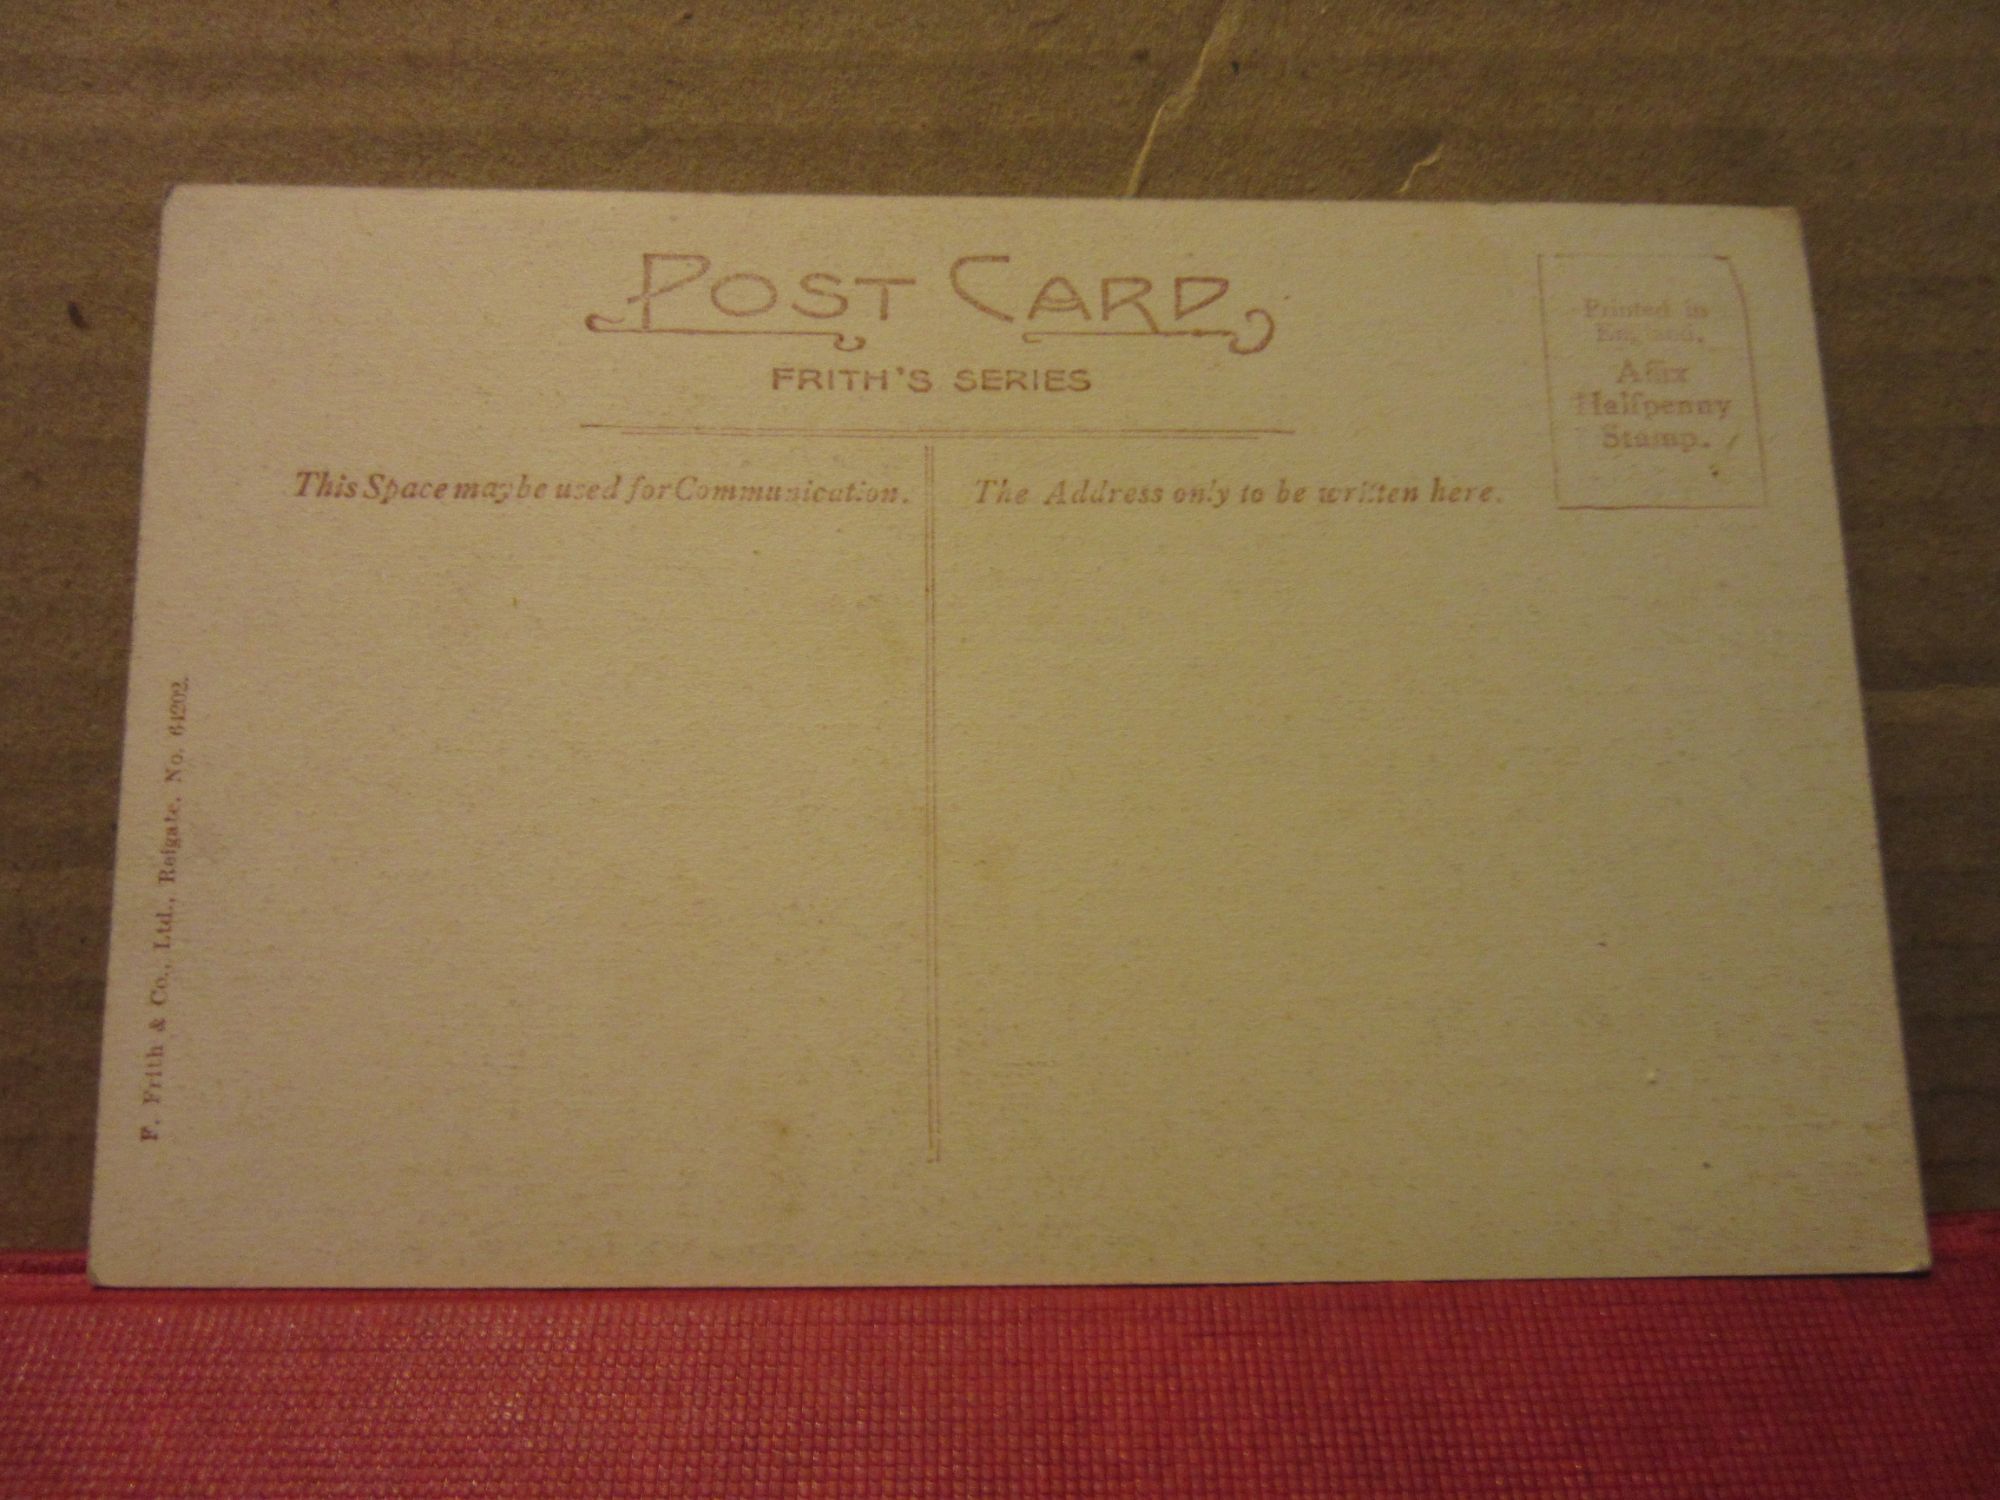 POST CARD
FRITH'S SERIES
Printed in
England.
Affix
Halfpenny
Stamp.
This Space may be used for Communication.
The Address only to be written here.
F. Frith & Co., Ltd., Reigate. No. 64202.